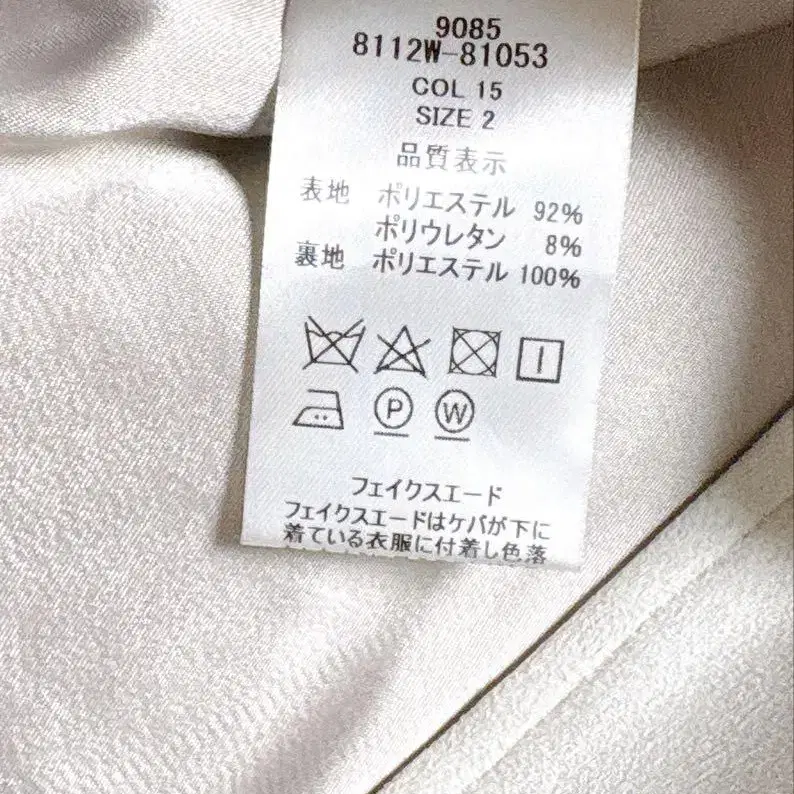 9085
8112W-81053
COL 15
SIZE 2
品質表示
表地 ポリエステル 92%
ポリウレタン 8%
裏地 ポリエステル 100%
P W
フェイクスエード
フェイクスエードはケバが下に
着ている衣服に付着し色落